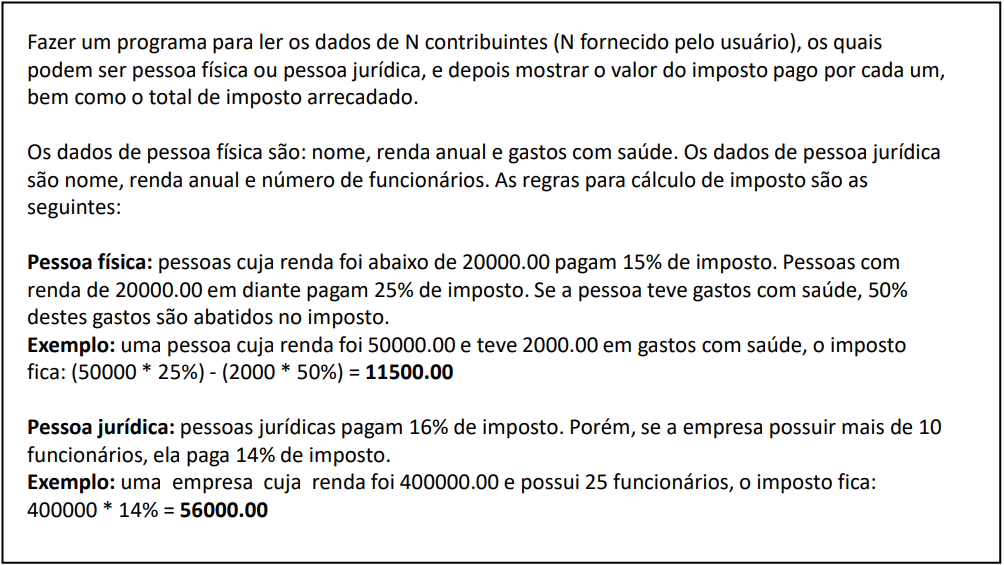 Fazer um programa para ler os dados de N contribuintes (N fornecido pelo usuário), os quais
podem ser pessoa física ou pessoa jurídica, e depois mostrar o valor do imposto pago por cada um,
bem como o total de imposto arrecadado.
Os dados de pessoa física são: nome, renda anual e gastos com saúde. Os dados de pessoa jurídica
são nome, renda anual e número de funcionários. As regras para cálculo de imposto são as
seguintes:
Pessoa física: pessoas cuja renda foi abaixo de 20000.00 pagam 15% de imposto. Pessoas com
renda de 20000.00 em diante pagam 25% de imposto. Se a pessoa teve gastos com saúde, 50%
destes gastos são abatidos no imposto.
Exemplo: uma pessoa cuja renda foi 50000.00 e teve 2000.00 em gastos com saúde, o imposto
fica: (50000 * 25%) - (2000 * 50%) = 11500.00
Pessoa jurídica: pessoas jurídicas pagam 16% de imposto. Porém, se a empresa possuir mais de 10
funcionários, ela paga 14% de imposto.
Exemplo: uma empresa cuja renda foi 400000.00 e possui 25 funcionários, o imposto fica:
400000 * 14% = 56000.00